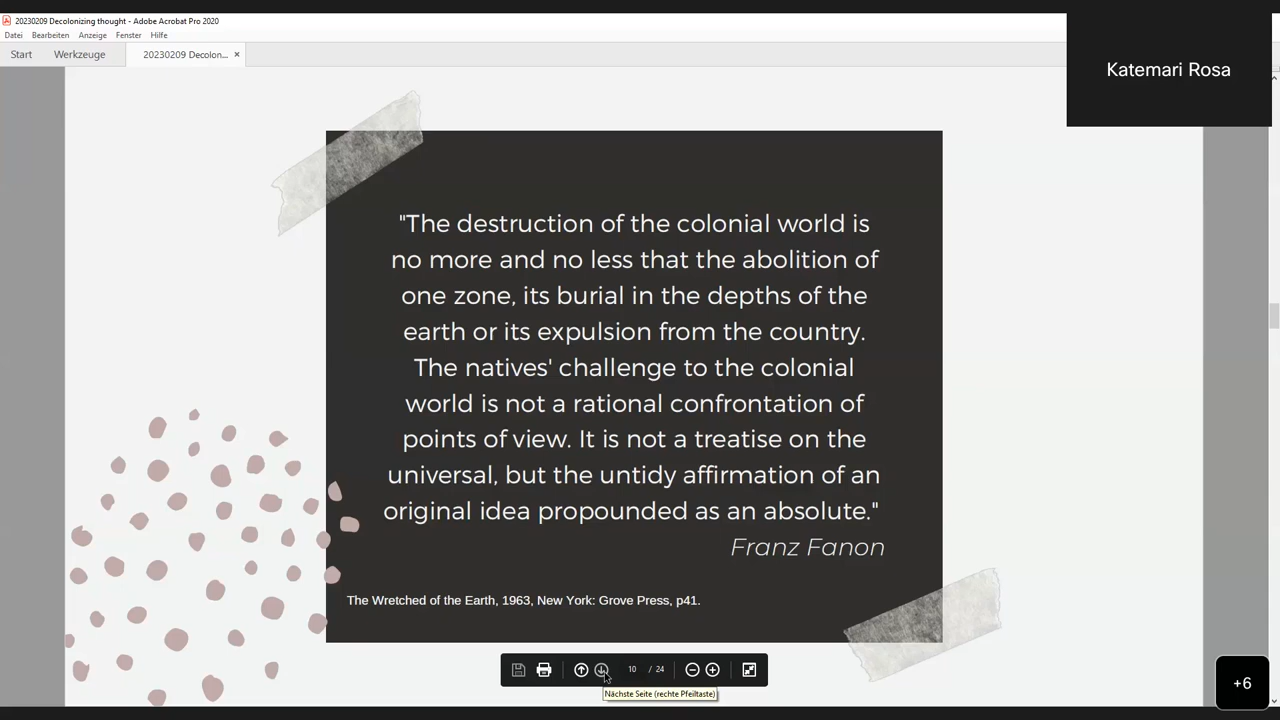 20230209 Decolonizing thought - Adobe Acrobat Pro 2020
Datei Bearbeiten Anzeige Fenster Hilfe
Start Werkzeuge 20230209 Decolon... ×
Katemari Rosa
"The destruction of the colonial world is
no more and no less that the abolition of
one zone, its burial in the depths of the
earth or its expulsion from the country.
The natives' challenge to the colonial
world is not a rational confrontation of
points of view. It is not a treatise on the
universal, but the untidy affirmation of an
original idea propounded as an absolute."
Franz Fanon
The Wretched of the Earth, 1963, New York: Grove Press, p41.
10 / 24
Nächste Seite (rechte Pfeiltaste)
+6